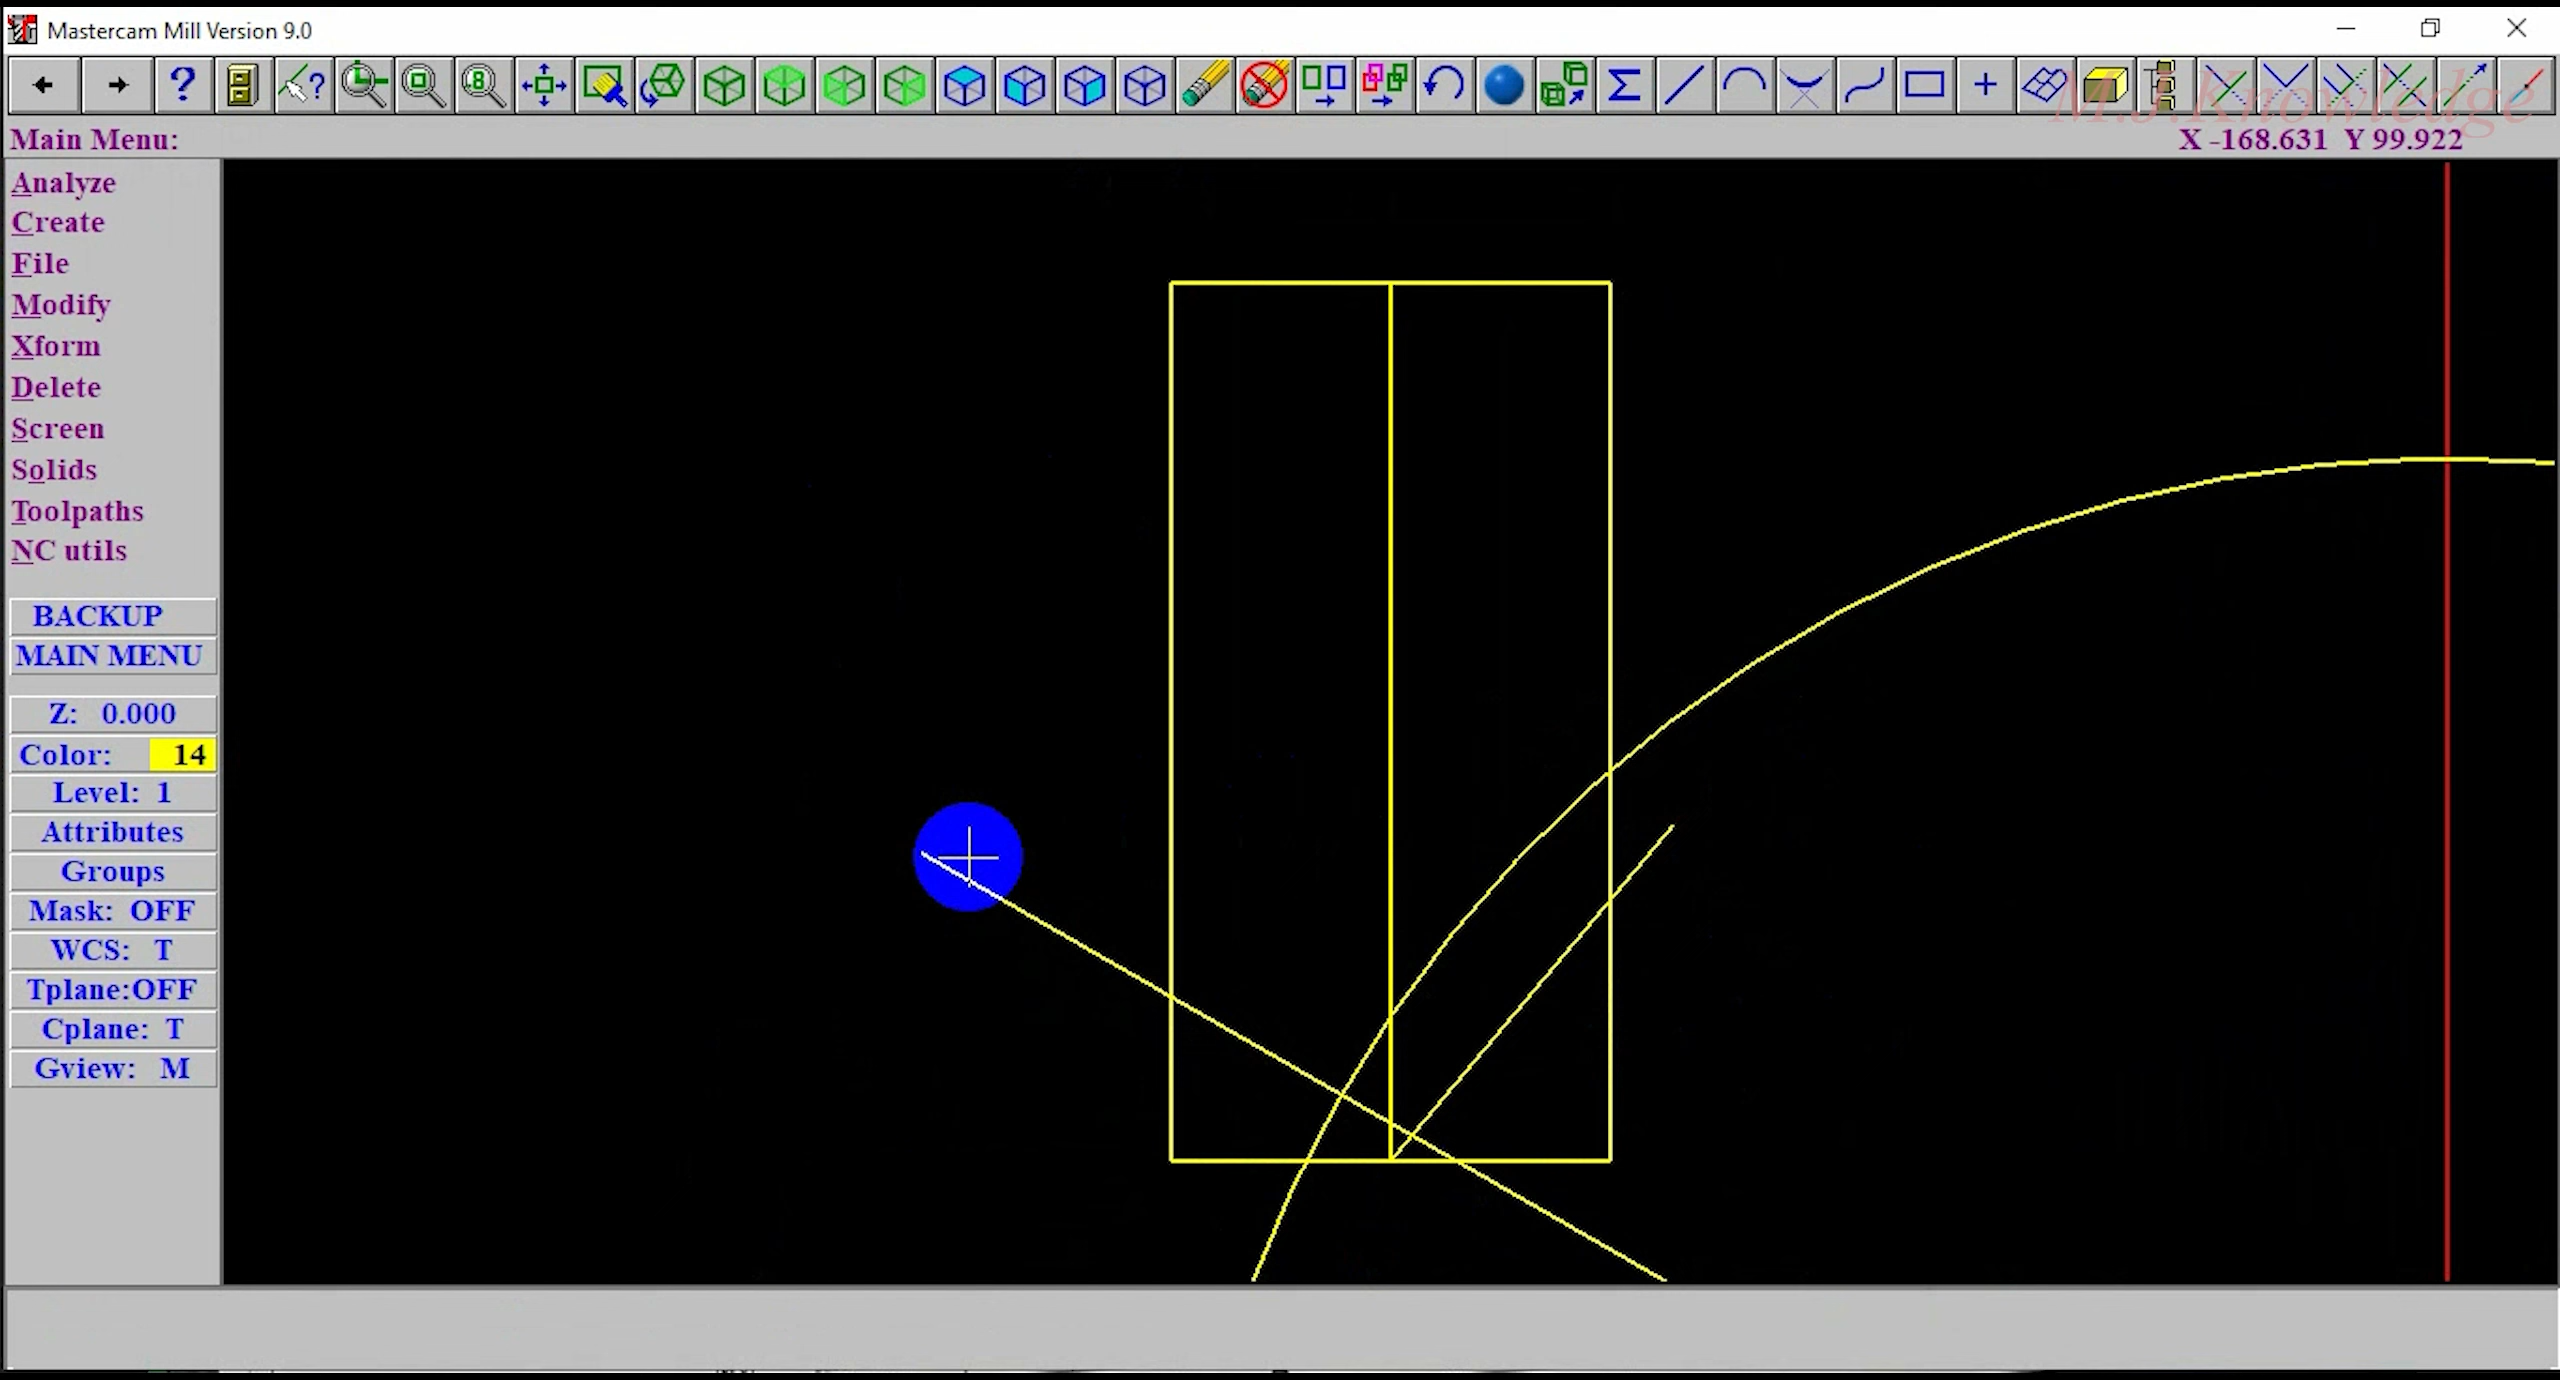 Mastercam Mill Version 9.0
M.J.Knowledge
Main Menu:
X -168.631 Y 99.922
Analyze
Create
File
Modify
Xform
Delete
Screen
Solids
Toolpaths
NC utils
BACKUP
MAIN MENU
Z: 0.000
Color: 14
Level: 1
Attributes
Groups
Mask: OFF
WCS: T
Tplane:OFF
Cplane: T
Gview: M